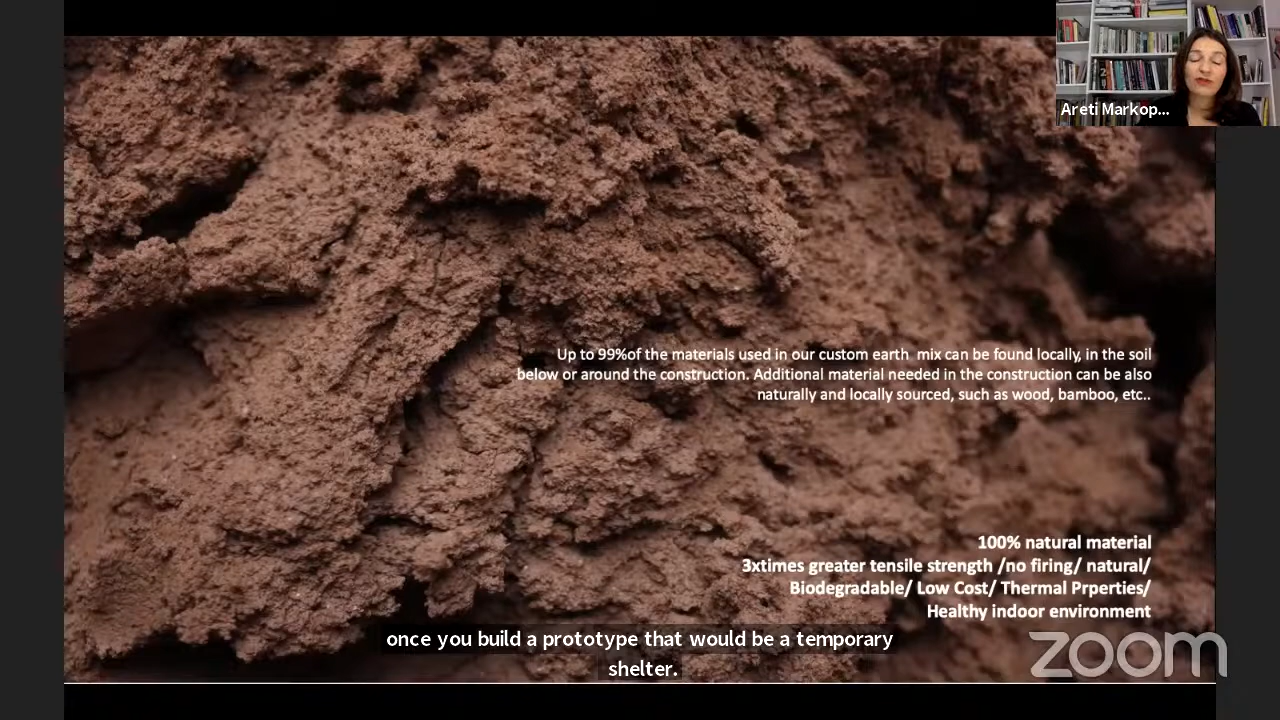 Areti Markop...
Up to 99%of the materials used in our custom earth mix can be found locally, in the soil
below or around the construction. Additional material needed in the construction can be also
naturally and locally sourced, such as wood, bamboo, etc..
100% natural material
3xtimes greater tensile strength /no firing/ natural/
Biodegradable/ Low Cost/ Thermal Prperties/
Healthy indoor environment
once you build a prototype that would be a temporary
shelter.
zoom